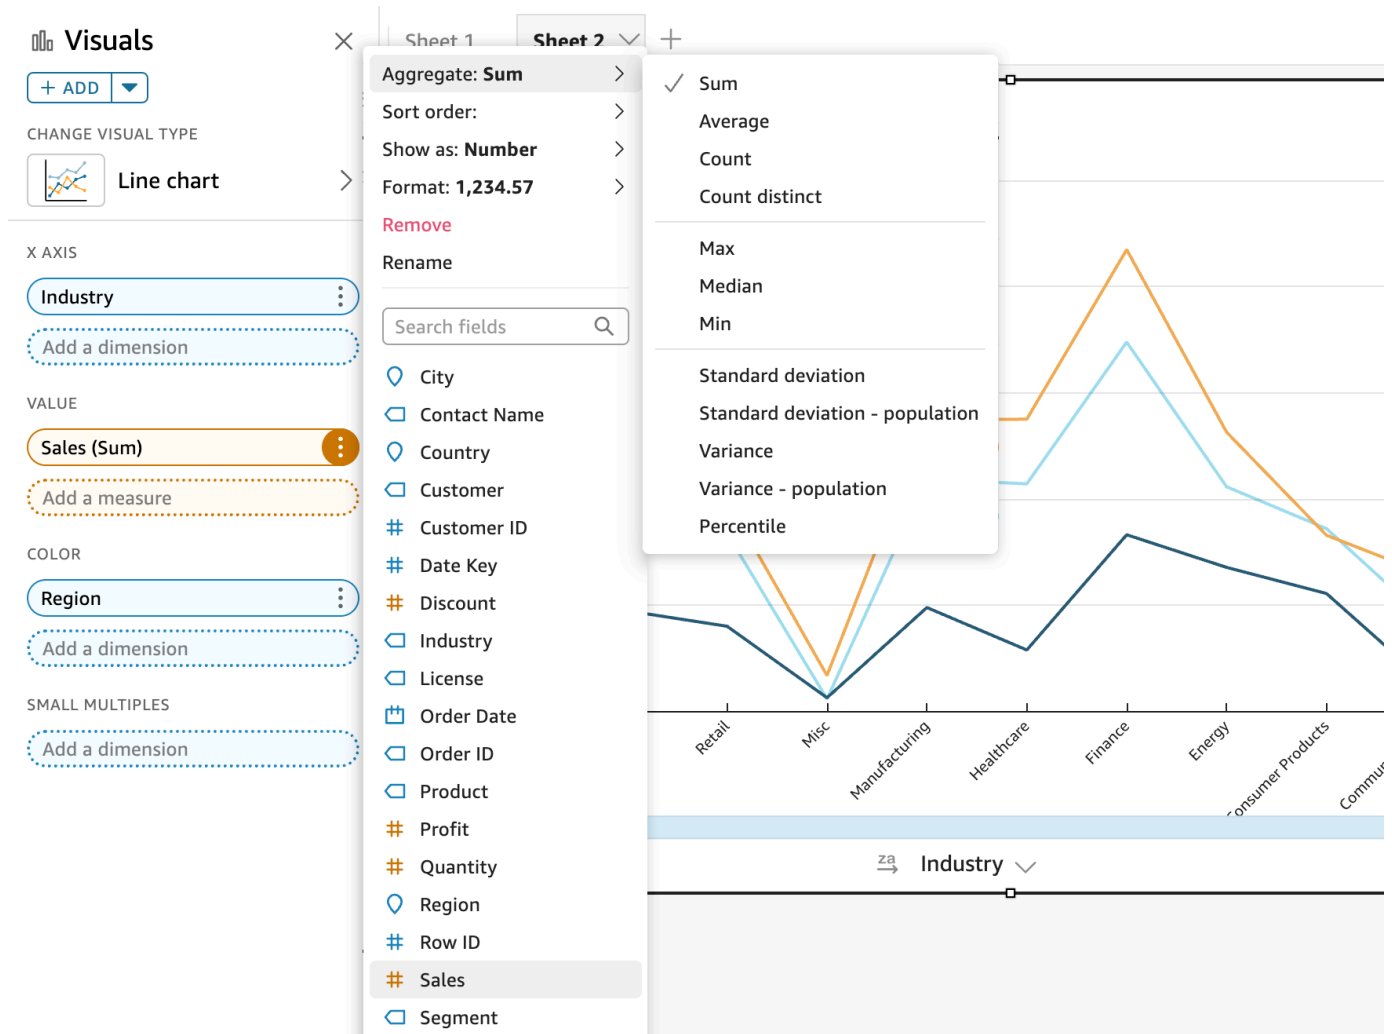 Visuals
Sheet 1
Sheet 2
+ ADD
CHANGE VISUAL TYPE
Line chart
X AXIS
Industry
Add a dimension
VALUE
Sales (Sum)
Add a measure
COLOR
Region
Add a dimension
SMALL MULTIPLES
Add a dimension
Aggregate: Sum
Sort order:
Show as: Number
Format: 1,234.57
Remove
Rename
Search fields
City
Contact Name
Country
Customer
Customer ID
Date Key
Discount
Industry
License
Order Date
Order ID
Product
Profit
Quantity
Region
Row ID
Sales
Segment
Sum
Average
Count
Count distinct
Max
Median
Min
Standard deviation
Standard deviation - population
Variance
Variance - population
Percentile
Retail
Misc
Manufacturing
Healthcare
Finance
Energy
Consumer Products
za
Industry